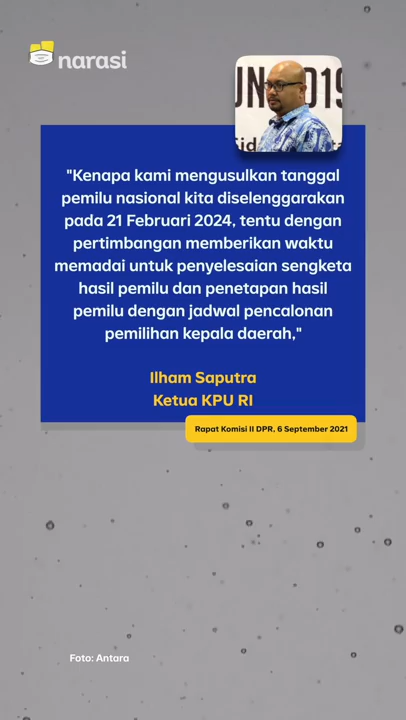 narasi
UN 019
"Kenapa kami mengusulkan tanggal
pemilu nasional kita diselenggarakan
pada 21 Februari 2024, tentu dengan
pertimbangan memberikan waktu
memadai untuk penyelesaian sengketa
hasil pemilu dan penetapan hasil
pemilu dengan jadwal pencalonan
pemilihan kepala daerah,"
Ilham Saputra
Ketua KPU RI
Rapat Komisi II DPR, 6 September 2021
Foto: Antara